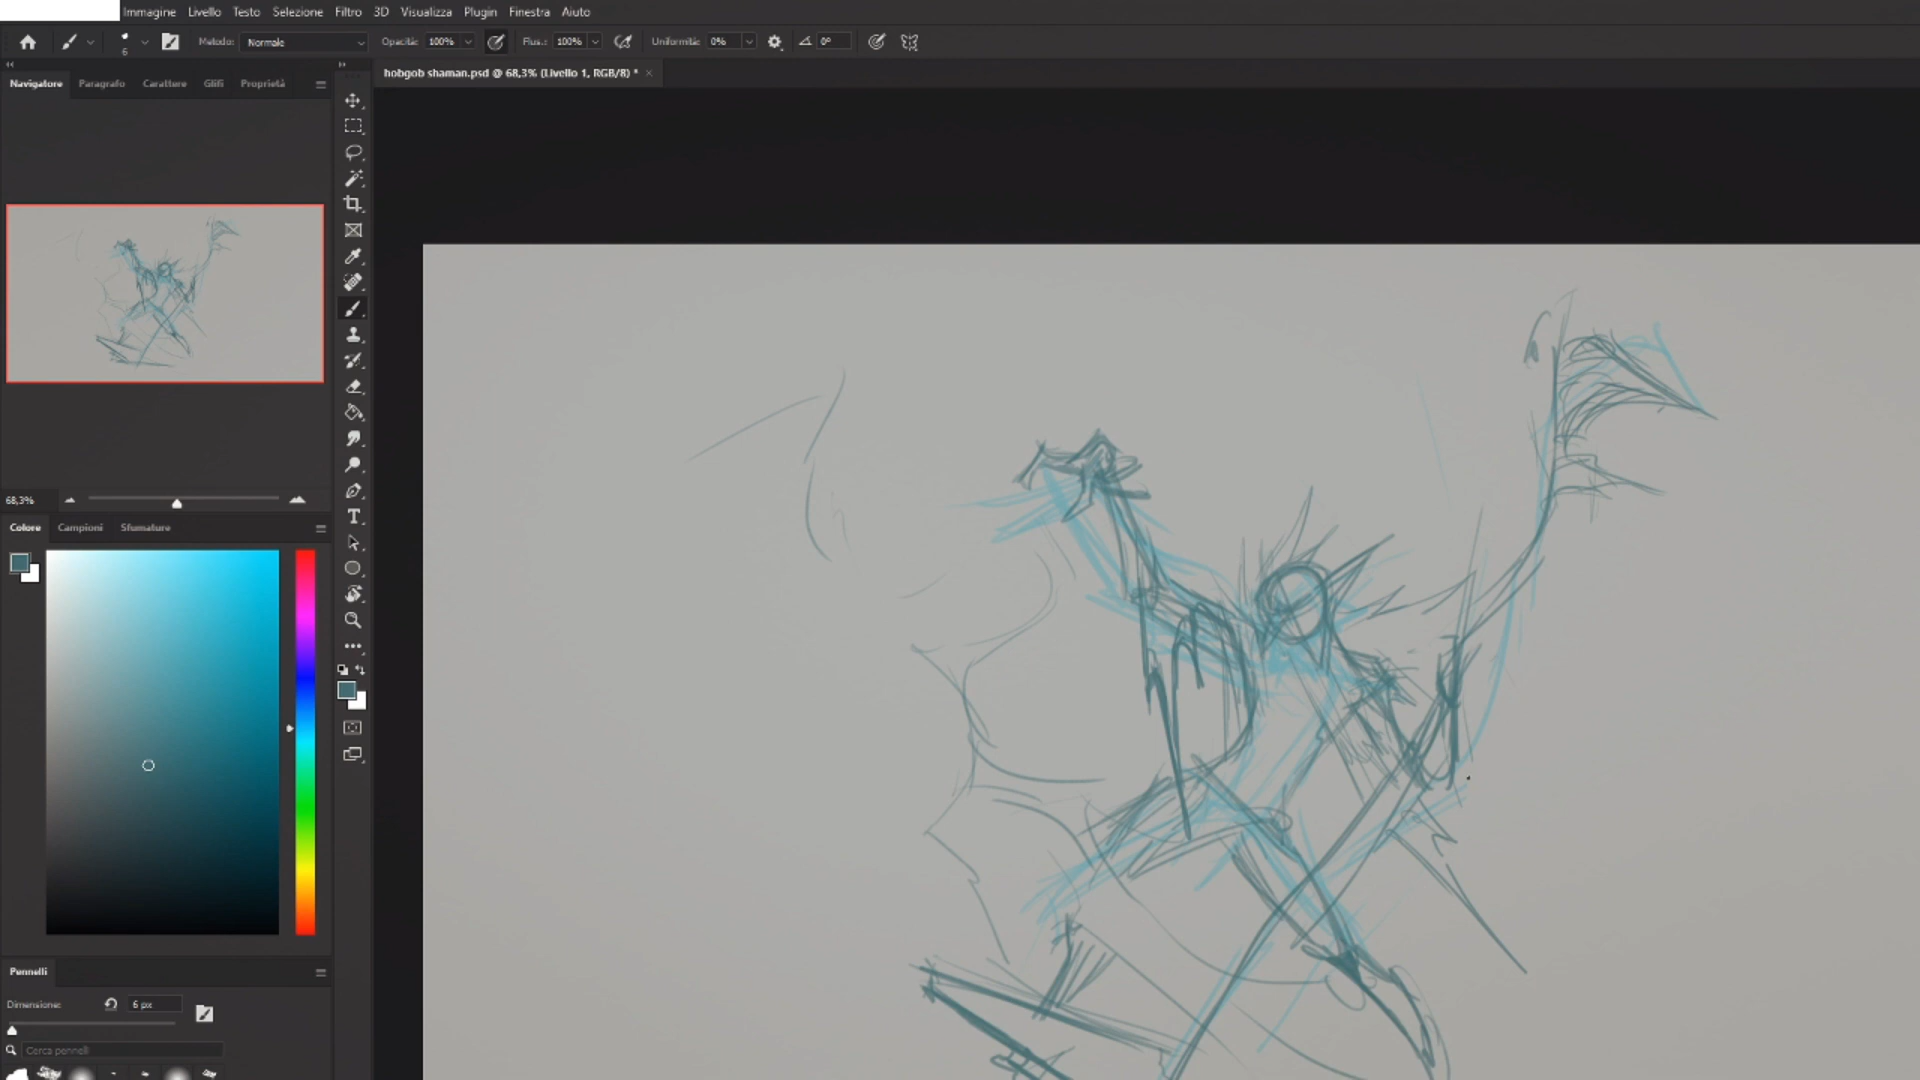 Immagine Livello Testo Selezione Filtro 3D Visualizza Plugin Finestra Aiuto
6 Metodo: Normale Opacità: 100% Flus.: 100% Uniformità: 0% 0°
hobgob shaman.psd @ 68,3% (Livello 1, RGB/8) *
Navigatore Paragrafo Carattere Glifi Proprietà
68,3%
Colore Campioni Sfumature
Pennelli
Dimensione: 6 px
Cerca pennelli